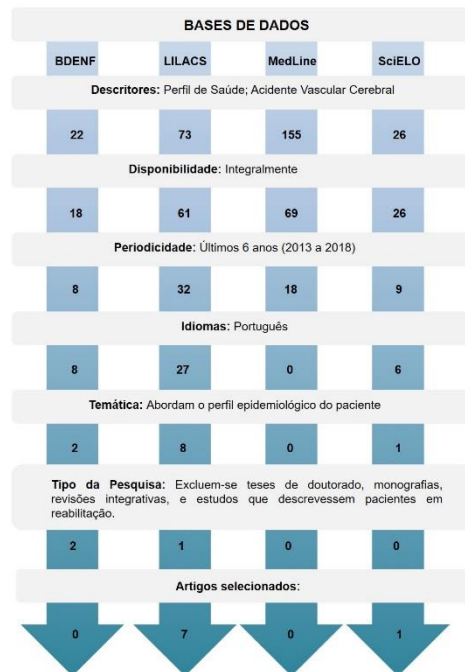 BASES DE DADOS
BDENF LILACS MedLine SciELO
Descritores: Perfil de Saúde; Acidente Vascular Cerebral
22 73 155 26
Disponibilidade: Integralmente
18 61 69 26
Periodicidade: Últimos 6 anos (2013 a 2018)
8 32 18 9
Idiomas: Português
8 27 0 6
Temática: Abordam o perfil epidemiológico do paciente
2 8 0 1
Tipo da Pesquisa: Excluem-se teses de doutorado, monografias,
revisões integrativas, e estudos que descrevessem pacientes em
reabilitação.
2 1 0 0
Artigos selecionados:
0 7 0 1